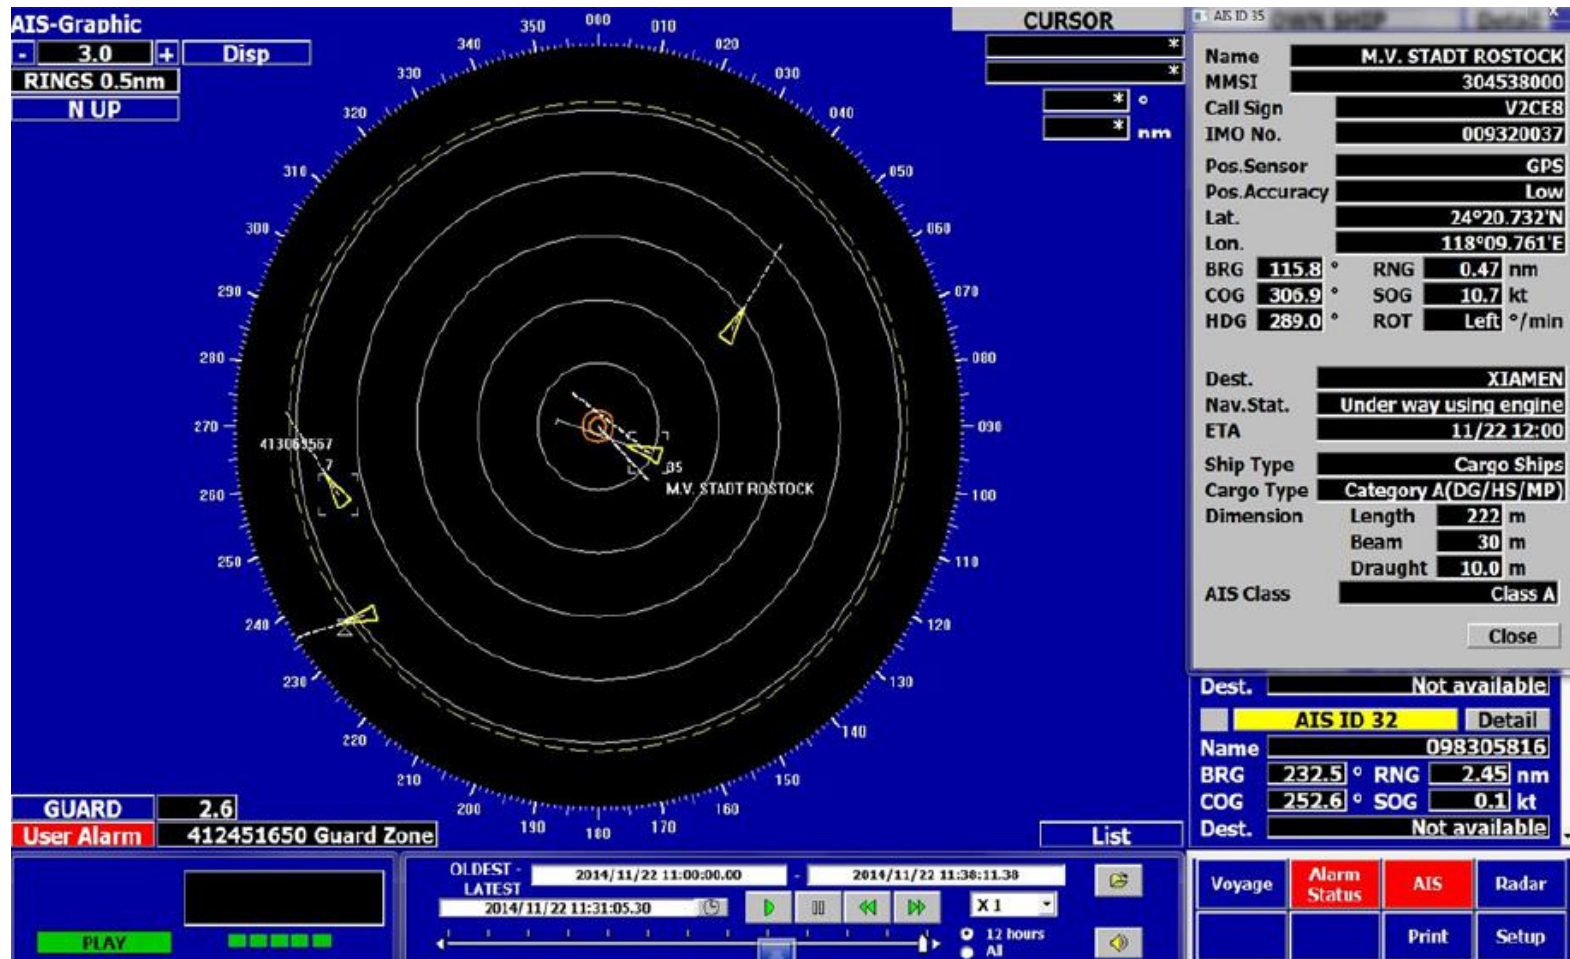 AIS-Graphic
- 3.0 + Disp
RINGS 0.5nm
N UP
CURSOR
*
*
* °
* nm
350 000 010
340 020
330 030
320 040
310 050
300 060
290 070
280 080
270 090
260 100
250 110
240 120
230 130
220 140
210 150
200 160
190 180 170
413069567
7
35
M.V. STADT ROSTOCK
GUARD 2.6
User Alarm 412451650 Guard Zone
List
AIS ID 35
OWN SHIP Detail
Name M.V. STADT ROSTOCK
MMSI 304538000
Call Sign V2CE8
IMO No. 009320037
Pos.Sensor GPS
Pos.Accuracy Low
Lat. 24°20.732'N
Lon. 118°09.761'E
BRG 115.8 ° RNG 0.47 nm
COG 306.9 ° SOG 10.7 kt
HDG 289.0 ° ROT Left °/min
Dest. XIAMEN
Nav.Stat. Under way using engine
ETA 11/22 12:00
Ship Type Cargo Ships
Cargo Type Category A(DG/HS/MP)
Dimension Length 222 m
Beam 30 m
Draught 10.0 m
AIS Class Class A
Close
Dest. Not available
AIS ID 32 Detail
Name 098305816
BRG 232.5 ° RNG 2.45 nm
COG 252.6 ° SOG 0.1 kt
Dest. Not available
PLAY
OLDEST - LATEST 2014/11/22 11:00:00.00 - 2014/11/22 11:38:11.38
2014/11/22 11:31:05.30
X 1
12 hours
All
Voyage Alarm Status AIS Radar
Print Setup